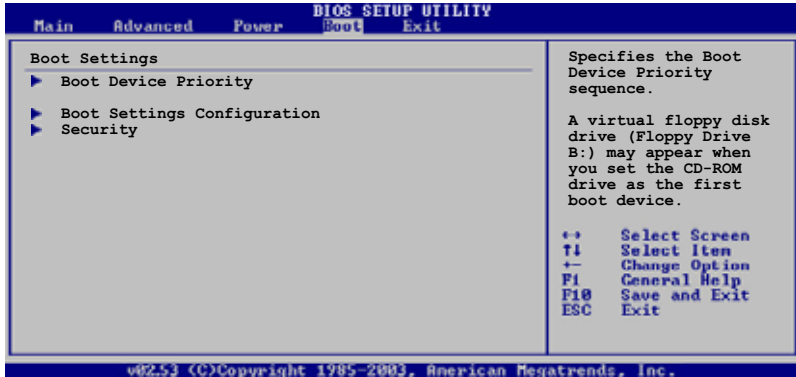 BIOS SETUP UTILITY
Main Advanced Power Boot Exit
Boot Settings
Boot Device Priority
Boot Settings Configuration
Security
Specifies the Boot
Device Priority
sequence.
A virtual floppy disk
drive (Floppy Drive
B:) may appear when
you set the CD-ROM
drive as the first
boot device.
←→ Select Screen
↑↓ Select Item
+- Change Option
F1 General Help
F10 Save and Exit
ESC Exit
v02.53 (C)Copyright 1985-2003, American Megatrends, Inc.